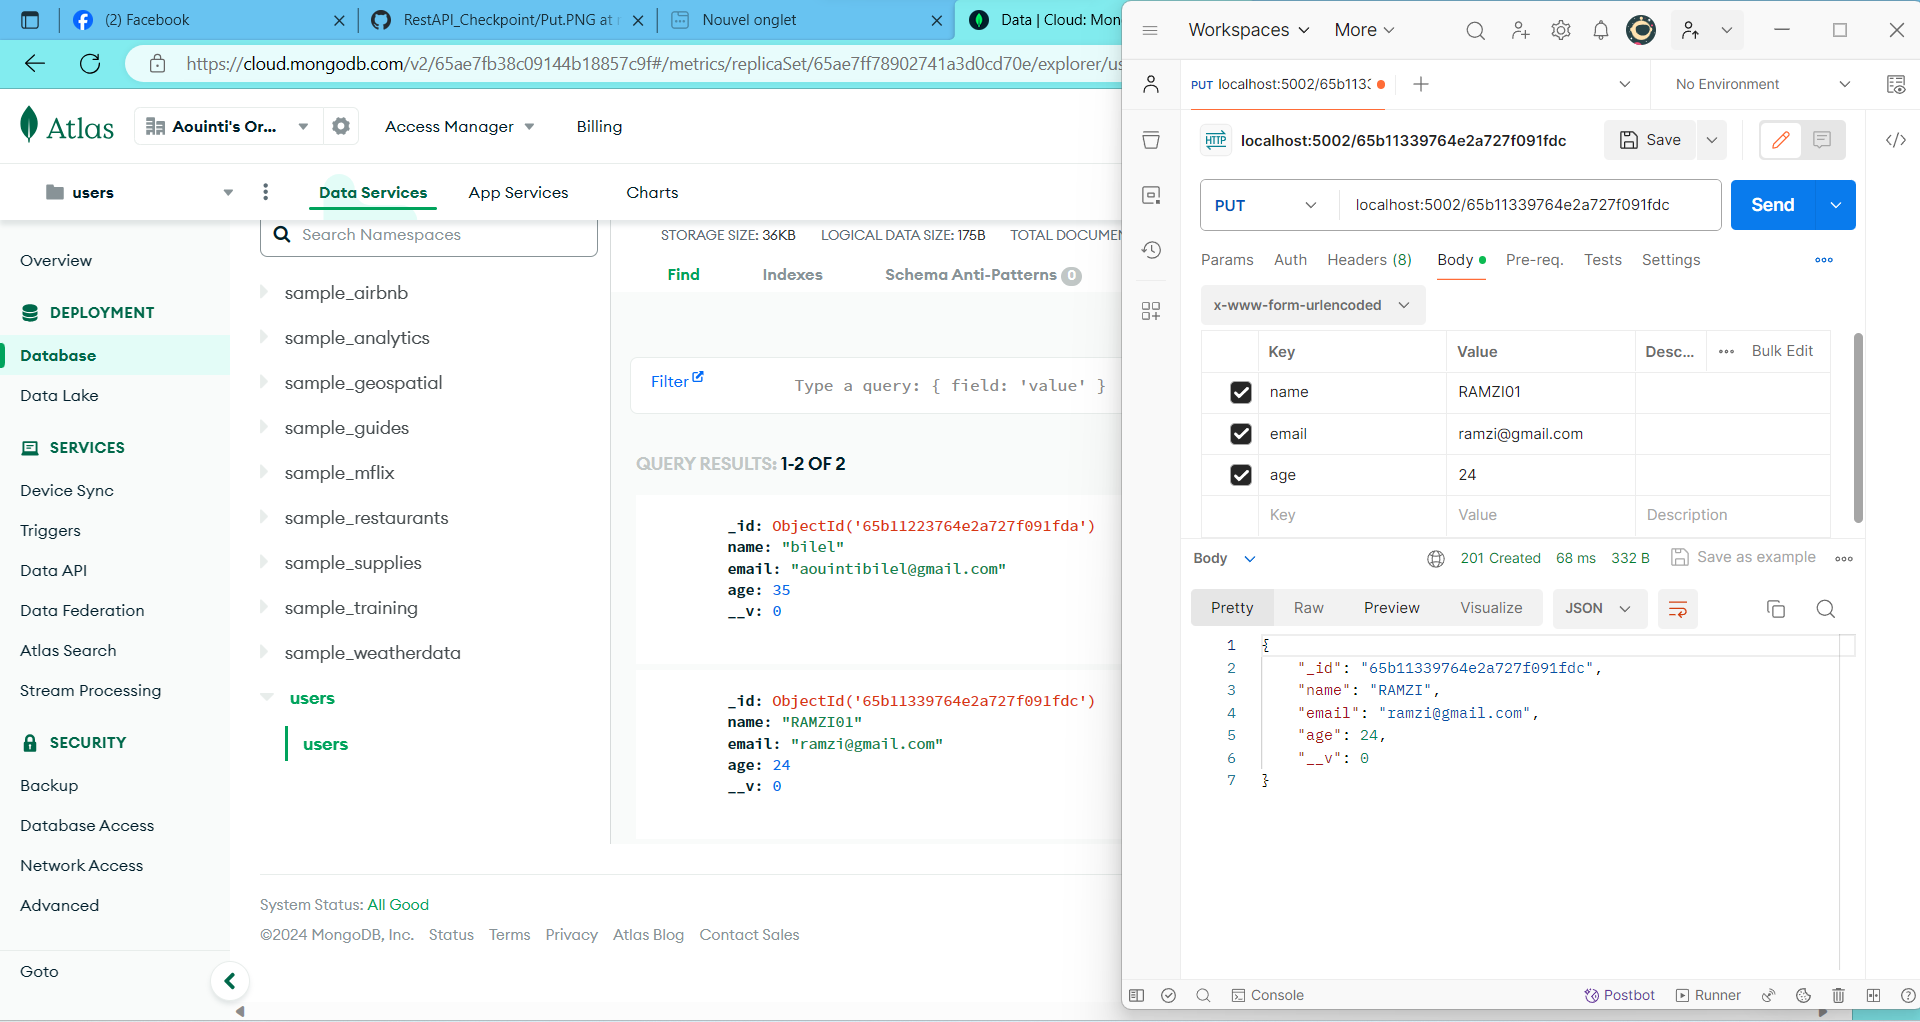 (2) Facebook
RestAPI_Checkpoint/Put.PNG at
Nouvel onglet
Data | Cloud: Mon
https://cloud.mongodb.com/v2/65ae7fb38c09144b18857c9f#/metrics/replicaSet/65ae7ff78902741a3d0cd70e/explorer/us
Atlas
Aouinti's Or...
Access Manager
Billing
users
Data Services
App Services
Charts
Overview
DEPLOYMENT
Database
Data Lake
SERVICES
Device Sync
Triggers
Data API
Data Federation
Atlas Search
Stream Processing
SECURITY
Backup
Database Access
Network Access
Advanced
Goto
Search Namespaces
sample_airbnb
sample_analytics
sample_geospatial
sample_guides
sample_mflix
sample_restaurants
sample_supplies
sample_training
sample_weatherdata
users
users
STORAGE SIZE: 36KB LOGICAL DATA SIZE: 175B TOTAL DOCUMEN
Find Indexes Schema Anti-Patterns 0
Filter Type a query: { field: 'value' }
QUERY RESULTS: 1-2 OF 2
_id: ObjectId('65b11223764e2a727f091fda')
name: "bilel"
email: "aouintibilel@gmail.com"
age: 35
__v: 0
_id: ObjectId('65b11339764e2a727f091fdc')
name: "RAMZI01"
email: "ramzi@gmail.com"
age: 24
__v: 0
System Status: All Good
©2024 MongoDB, Inc. Status Terms Privacy Atlas Blog Contact Sales
Workspaces More
PUT localhost:5002/65b113
No Environment
HTTP localhost:5002/65b11339764e2a727f091fdc
Save
PUT localhost:5002/65b11339764e2a727f091fdc
Send
Params Auth Headers (8) Body Pre-req. Tests Settings
x-www-form-urlencoded
Key Value Desc... Bulk Edit
name RAMZI01
email ramzi@gmail.com
age 24
Key Value Description
Body 201 Created 68 ms 332 B Save as example
Pretty Raw Preview Visualize JSON
1 {
2 "_id": "65b11339764e2a727f091fdc",
3 "name": "RAMZI",
4 "email": "ramzi@gmail.com",
5 "age": 24,
6 "__v": 0
7 }
Console Postbot Runner